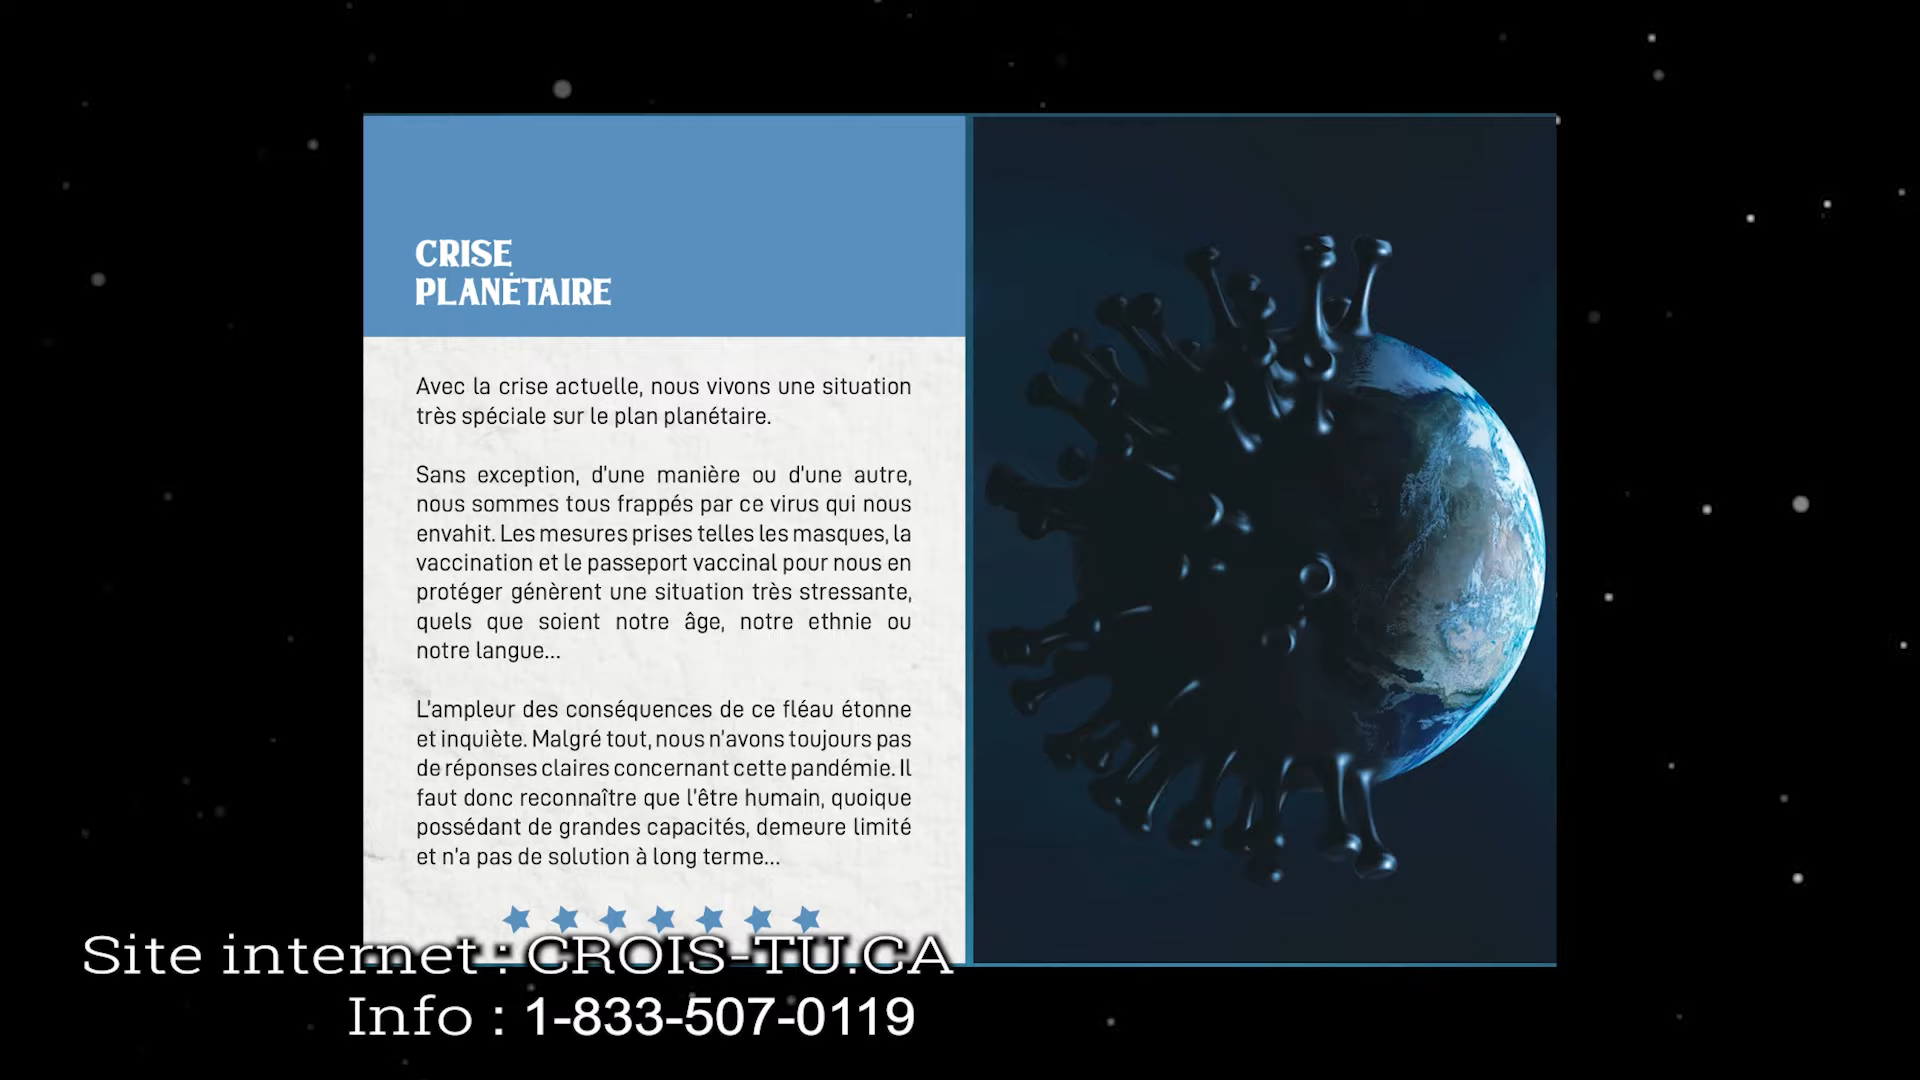 CRISE
PLANÉTAIRE
Avec la crise actuelle, nous vivons une situation
très spéciale sur le plan planétaire.
Sans exception, d'une manière ou d'une autre,
nous sommes tous frappés par ce virus qui nous
envahit. Les mesures prises telles les masques, la
vaccination et le passeport vaccinal pour nous en
protéger génèrent une situation très stressante,
quels que soient notre âge, notre ethnie ou
notre langue...
L'ampleur des conséquences de ce fléau étonne
et inquiète. Malgré tout, nous n'avons toujours pas
de réponses claires concernant cette pandémie. Il
faut donc reconnaître que l'être humain, quoique
possédant de grandes capacités, demeure limité
et n'a pas de solution à long terme...
Site internet : CROIS-TU.CA
Info : 1-833-507-0119